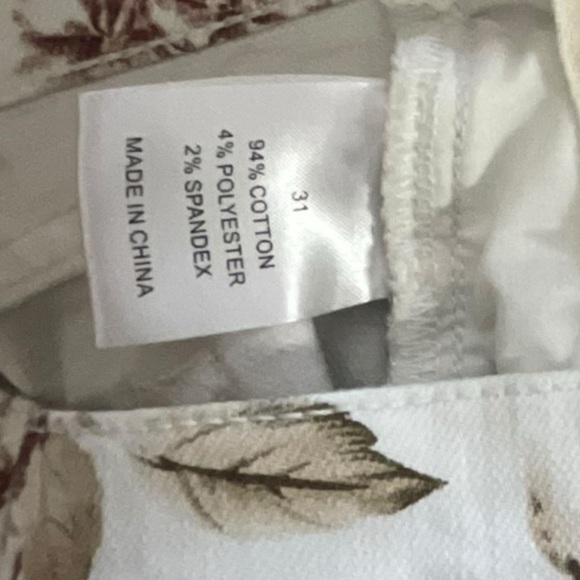 31
94% COTTON
4% POLYESTER
2% SPANDEX
MADE IN CHINA